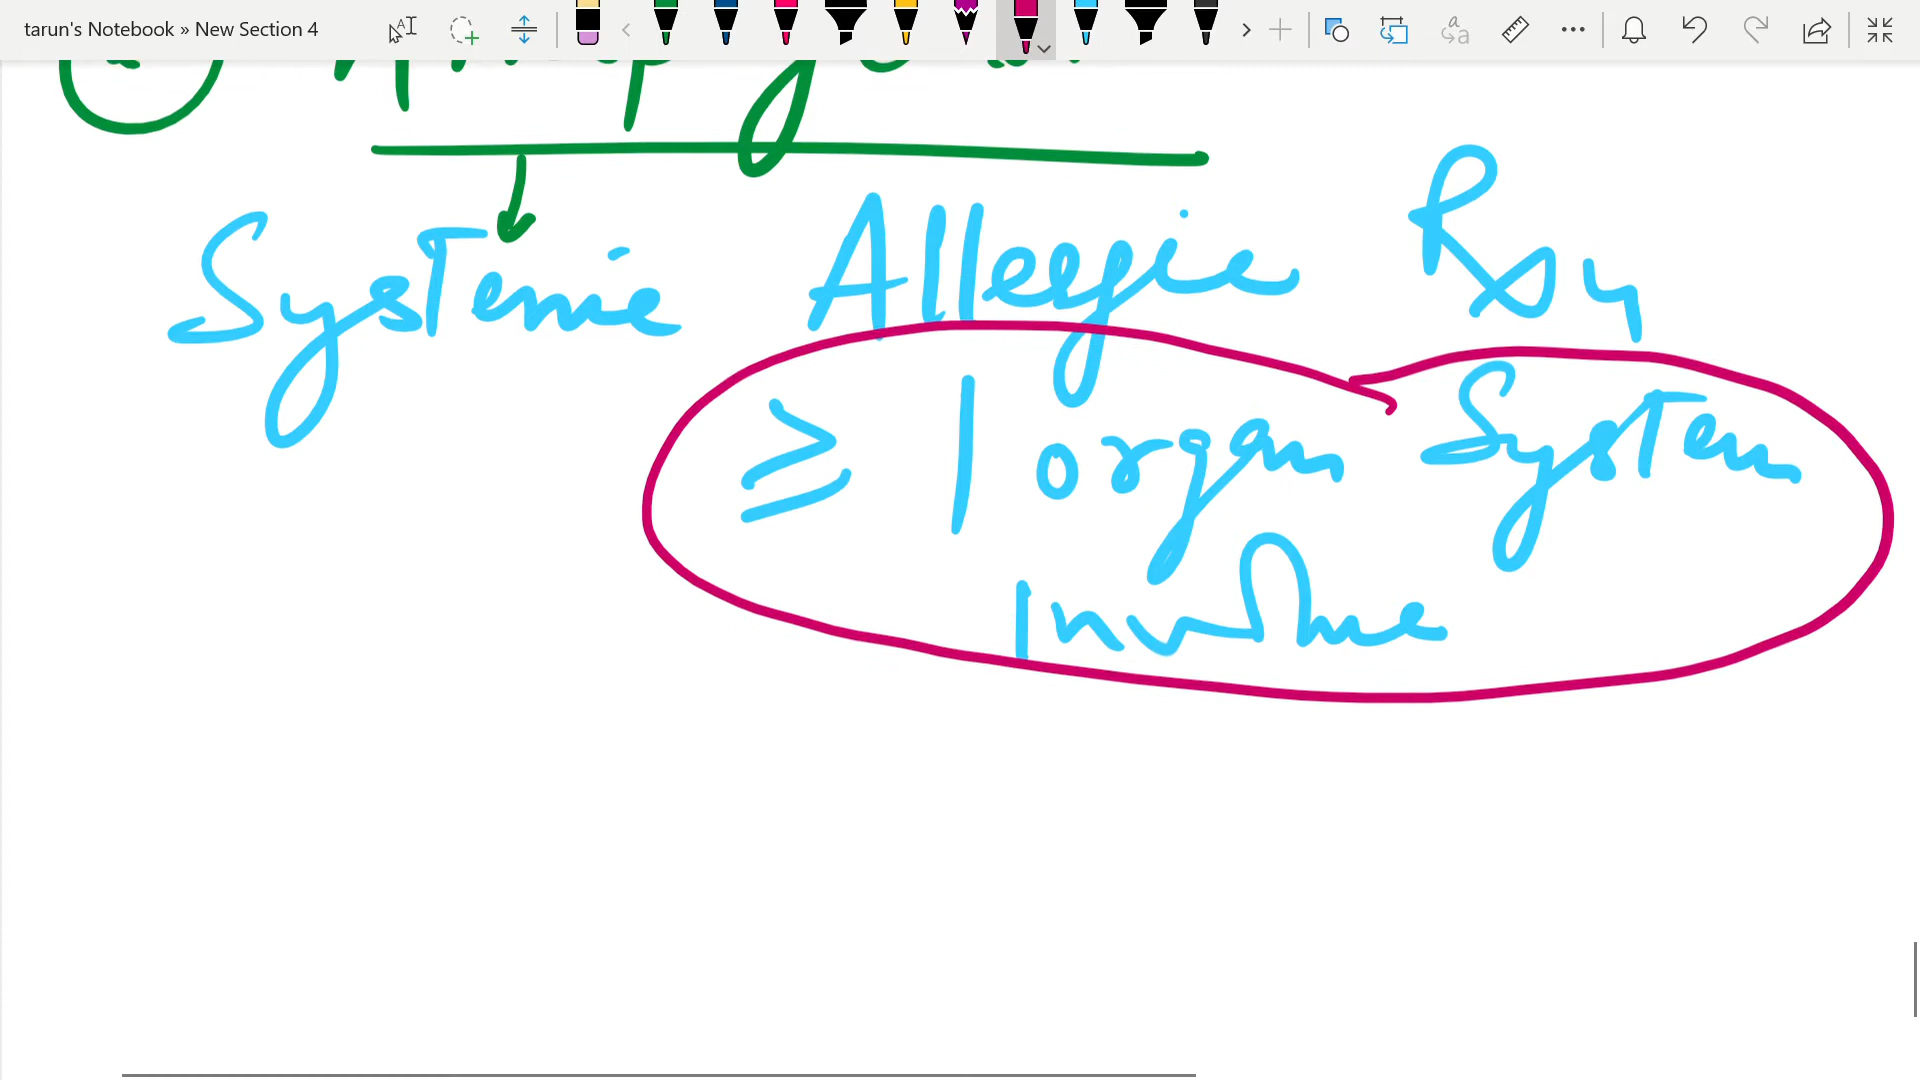 tarun's Notebook » New Section 4
Systemic Allergic Rxn
≥ 1 organ System
Involve